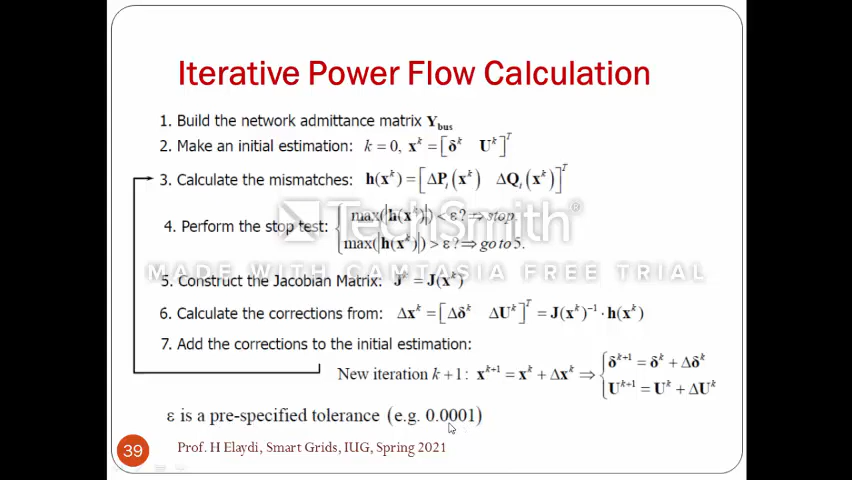 Iterative Power Flow Calculation
1. Build the network admittance matrix Y_bus
2. Make an initial estimation: k = 0, x^k = [δ^k U^k]^T
3. Calculate the mismatches: h(x^k) = [ΔP_i(x^k) ΔQ_i(x^k)]^T
4. Perform the stop test: { max(|h(x^k)|) < ε? ⇒ stop.
max(|h(x^k)|) > ε? ⇒ go to 5.
TechSmith®
MADE WITH CAMTASIA FREE TRIAL
5. Construct the Jacobian Matrix: J^k = J(x^k)
6. Calculate the corrections from: Δx^k = [Δδ^k ΔU^k]^T = J(x^k)^-1 · h(x^k)
7. Add the corrections to the initial estimation:
New iteration k+1: x^k+1 = x^k + Δx^k ⇒ { δ^k+1 = δ^k + Δδ^k
U^k+1 = U^k + ΔU^k
ε is a pre-specified tolerance (e.g. 0.0001)
39 Prof. H Elaydi, Smart Grids, IUG, Spring 2021